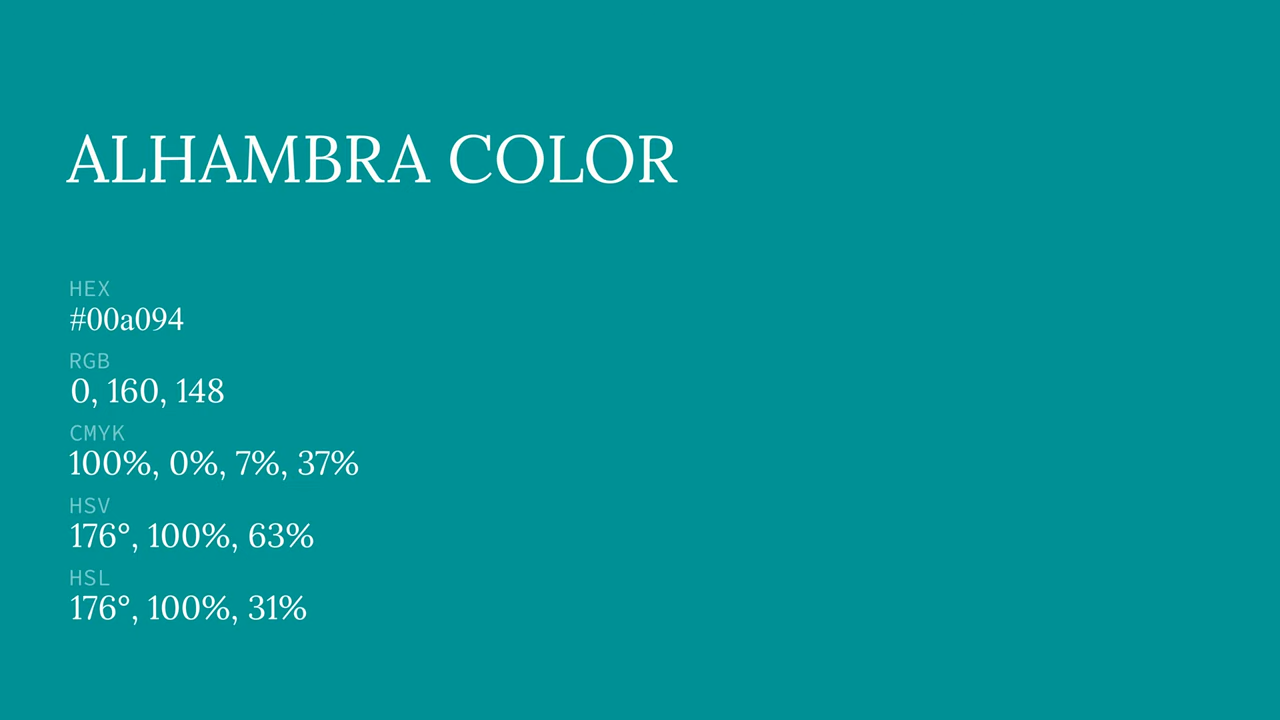 ALHAMBRA COLOR
HEX
#00a094
RGB
0, 160, 148
CMYK
100%, 0%, 7%, 37%
HSV
176°, 100%, 63%
HSL
176°, 100%, 31%